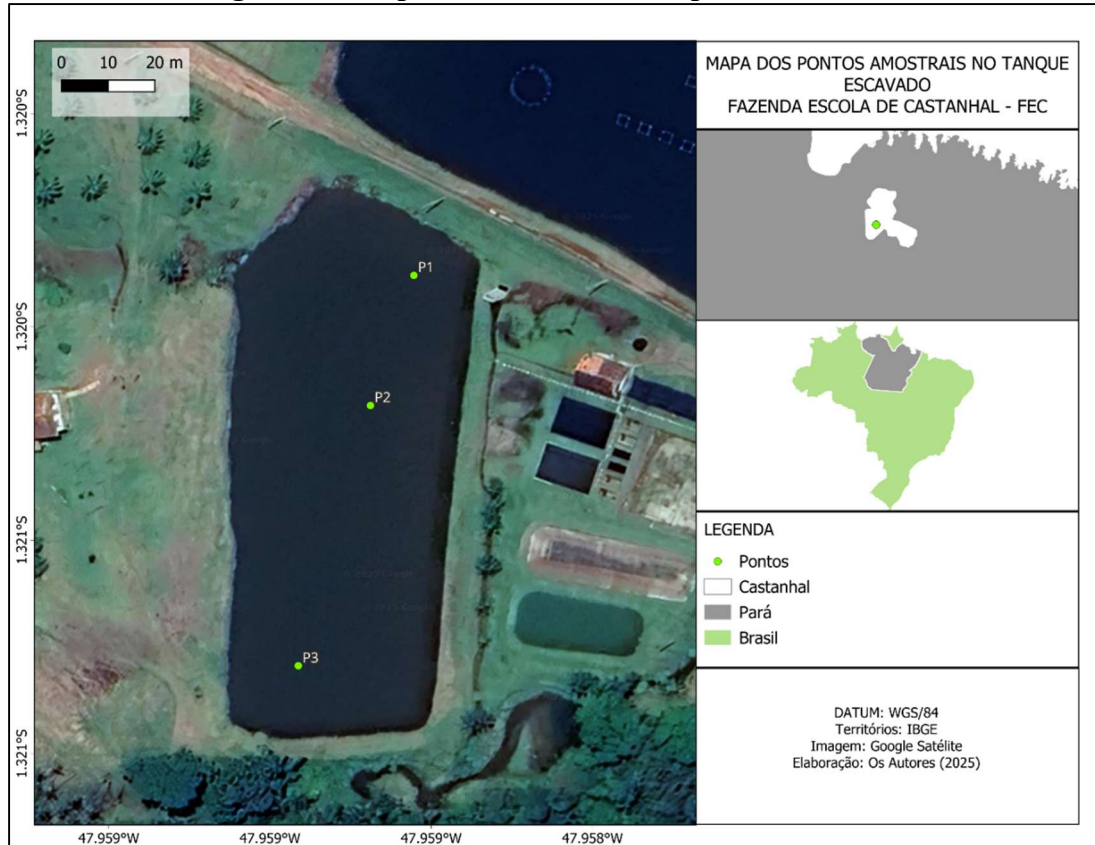 0 10 20 m
P1
P2
P3
1.320°S
1.320°S
1.321°S
1.321°S
47.959°W 47.959°W 47.959°W 47.958°W
MAPA DOS PONTOS AMOSTRAIS NO TANQUE
ESCAVADO
FAZENDA ESCOLA DE CASTANHAL - FEC
LEGENDA
Pontos
Castanhal
Pará
Brasil
DATUM: WGS/84
Territórios: IBGE
Imagem: Google Satélite
Elaboração: Os Autores (2025)